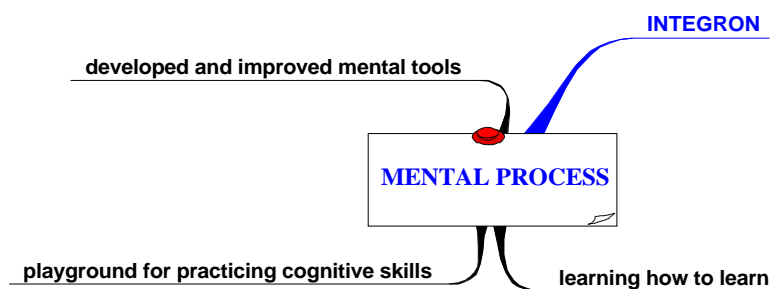 INTEGRON
developed and improved mental tools
MENTAL PROCESS
playground for practicing cognitive skills
learning how to learn